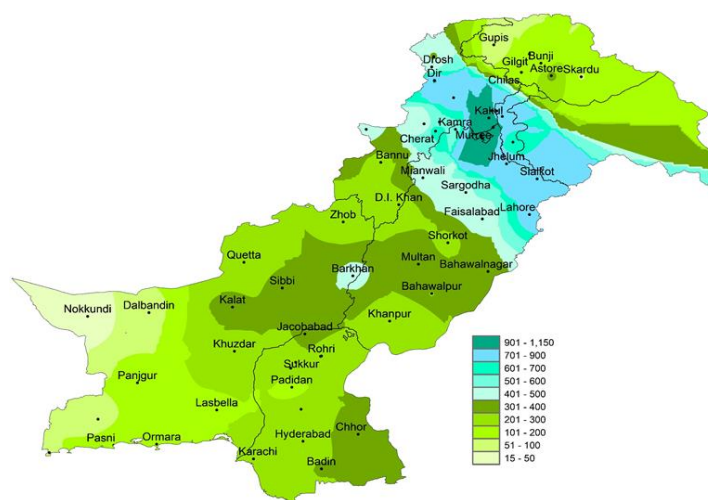 Gupis
Drosh
Gilgit
Bunji
Dir
Astore
Chilas
Skardu
Kakul
Kamra
Cherat
Murree
Bannu
Jhelum
Mianwali
Sialkot
Sargodha
D.I. Khan
Lahore
Zhob
Faisalabad
Shorkot
Quetta
Multan
Barkhan
Bahawalnagar
Sibbi
Nokkundi
Dalbandin
Kalat
Bahawalpur
Khanpur
Jacobabad
Khuzdar
Rohri
Sukkur
Panjgur
Padidan
Lasbella
Chhor
Pasni
Ormara
Hyderabad
Karachi
Badin
901 - 1,150
701 - 900
601 - 700
501 - 600
401 - 500
301 - 400
201 - 300
101 - 200
51 - 100
15 - 50